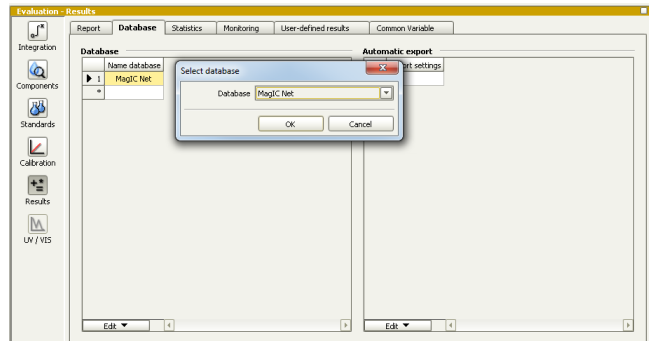 Evaluation - Results
Integration
Components
Standards
Calibration
Results
UV / VIS
Report Database Statistics Monitoring User-defined results Common Variable
Database
Name database
1 MagIC Net
*
Edit
Automatic export
rt settings
Edit
Select database
Database MagIC Net
OK Cancel